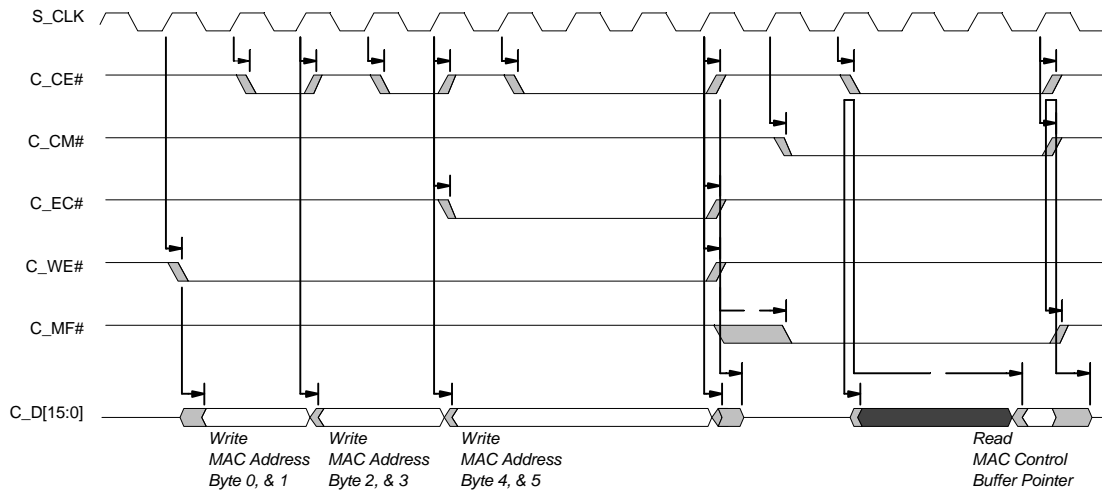 S_CLK
C_CE#
C_CM#
C_EC#
C_WE#
C_MF#
C_D[15:0]
Write
MAC Address
Byte 0, & 1
Write
MAC Address
Byte 2, & 3
Write
MAC Address
Byte 4, & 5
Read
MAC Control
Buffer Pointer